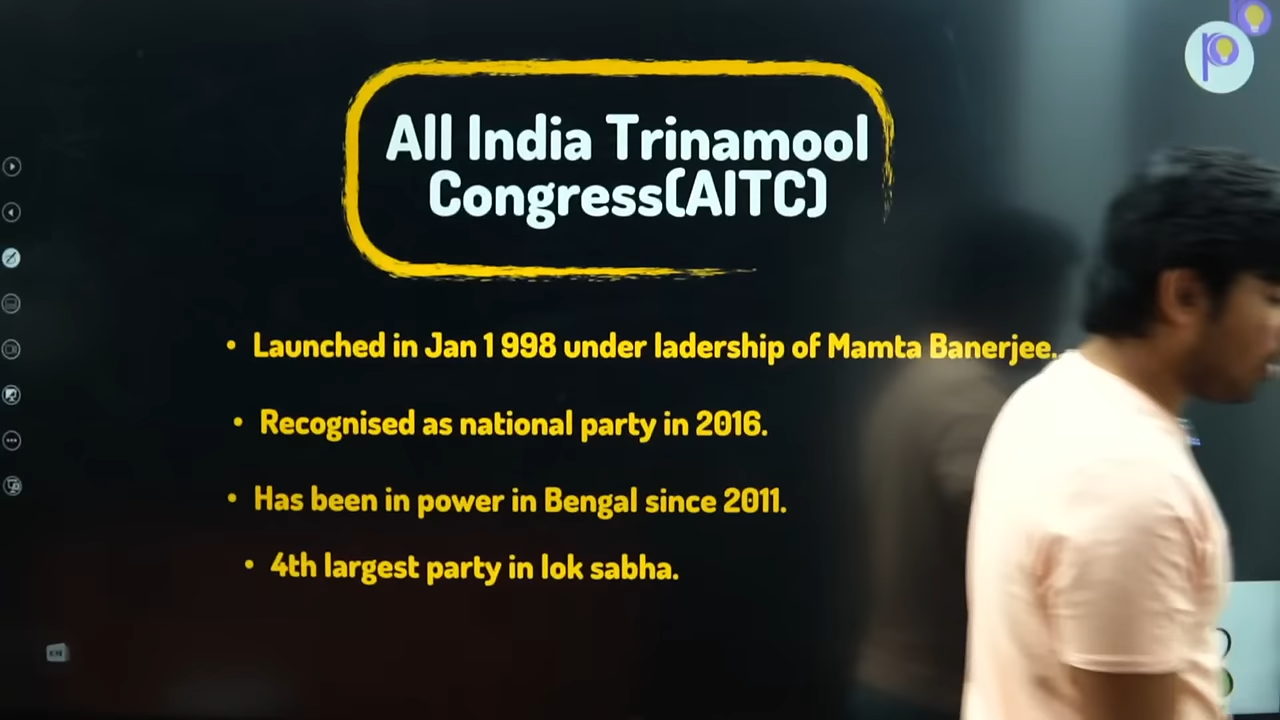 All India Trinamool
Congress(AITC)
• Launched in Jan 1 998 under ladership of Mamta Banerjee.
• Recognised as national party in 2016.
• Has been in power in Bengal since 2011.
• 4th largest party in lok sabha.